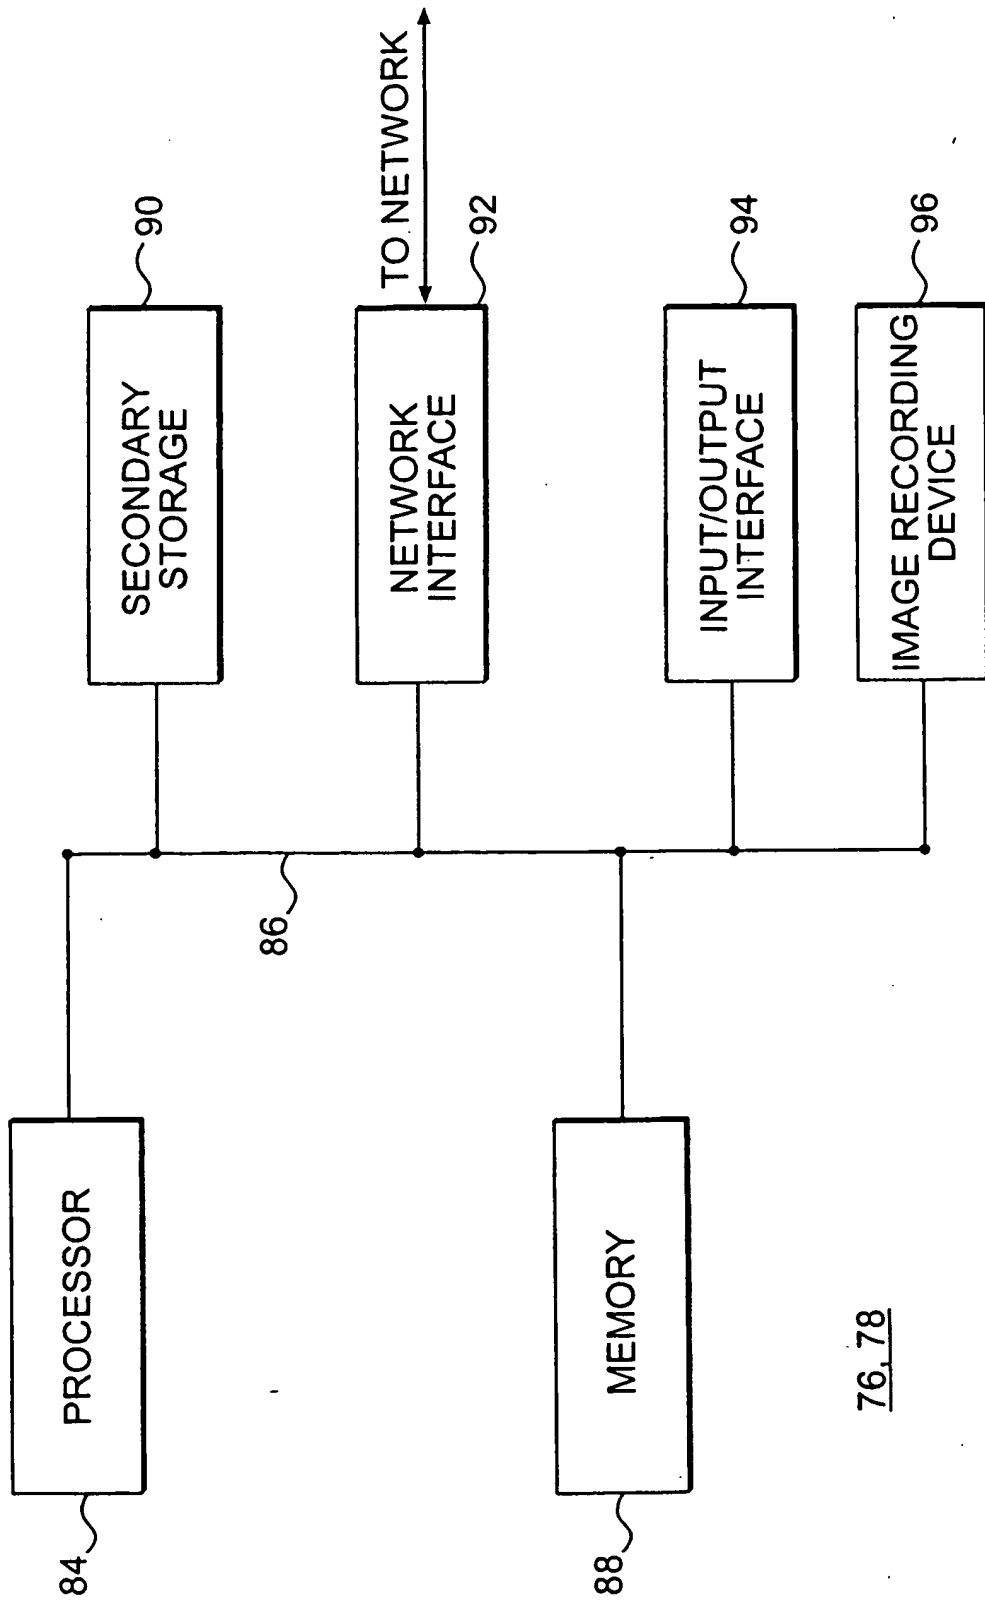 84
PROCESSOR
86
SECONDARY
STORAGE
90
TO NETWORK
NETWORK
INTERFACE
92
88
MEMORY
INPUT/OUTPUT
INTERFACE
94
IMAGE RECORDING
DEVICE
96
76, 78